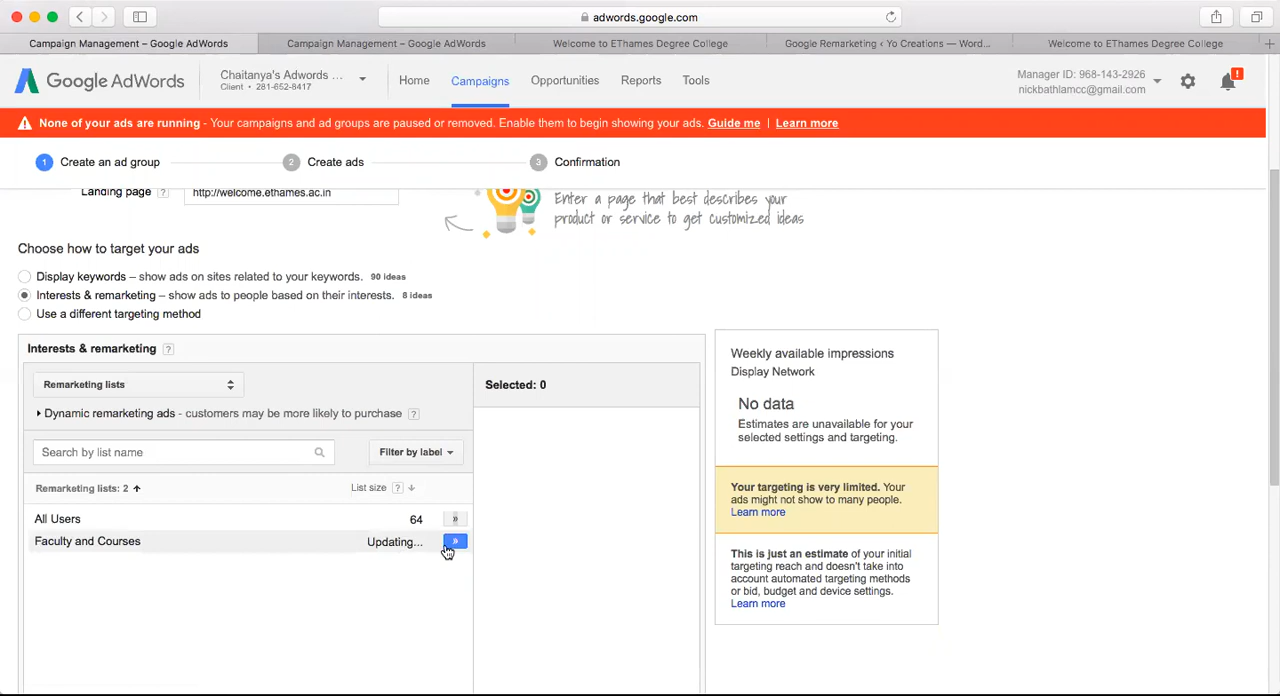 adwords.google.com
Campaign Management – Google AdWords
Campaign Management – Google AdWords
Welcome to EThames Degree College
Google Remarketing ‹ Yo Creations — Word...
Welcome to EThames Degree College
Google AdWords
Chaitanya's Adwords ...
Client • 281-652-8417
Home
Campaigns
Opportunities
Reports
Tools
Manager ID: 968-143-2926
nickbathlamcc@gmail.com
!
None of your ads are running - Your campaigns and ad groups are paused or removed. Enable them to begin showing your ads. Guide me | Learn more
1 Create an ad group
2 Create ads
3 Confirmation
Landing page ?
http://welcome.ethames.ac.in
Enter a page that best describes your
product or service to get customized ideas
Choose how to target your ads
Display keywords – show ads on sites related to your keywords. 90 ideas
Interests & remarketing – show ads to people based on their interests. 8 ideas
Use a different targeting method
Interests & remarketing ?
Remarketing lists
Dynamic remarketing ads - customers may be more likely to purchase ?
Search by list name
Filter by label
Remarketing lists: 2
List size ?
All Users 64 »
Faculty and Courses Updating... »
Selected: 0
Weekly available impressions
Display Network
No data
Estimates are unavailable for your
selected settings and targeting.
Your targeting is very limited. Your
ads might not show to many people.
Learn more
This is just an estimate of your initial
targeting reach and doesn't take into
account automated targeting methods
or bid, budget and device settings.
Learn more